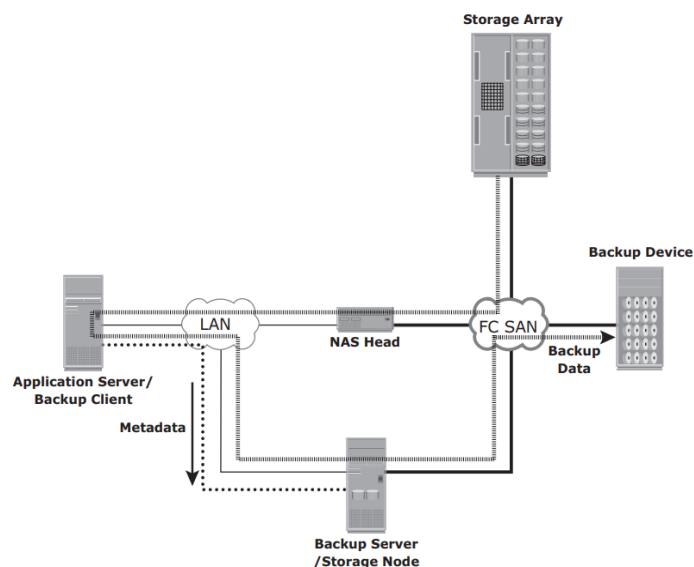 Storage Array
Backup Device
LAN
FC SAN
NAS Head
Backup
Data
Application Server/
Backup Client
Metadata
Backup Server
/Storage Node